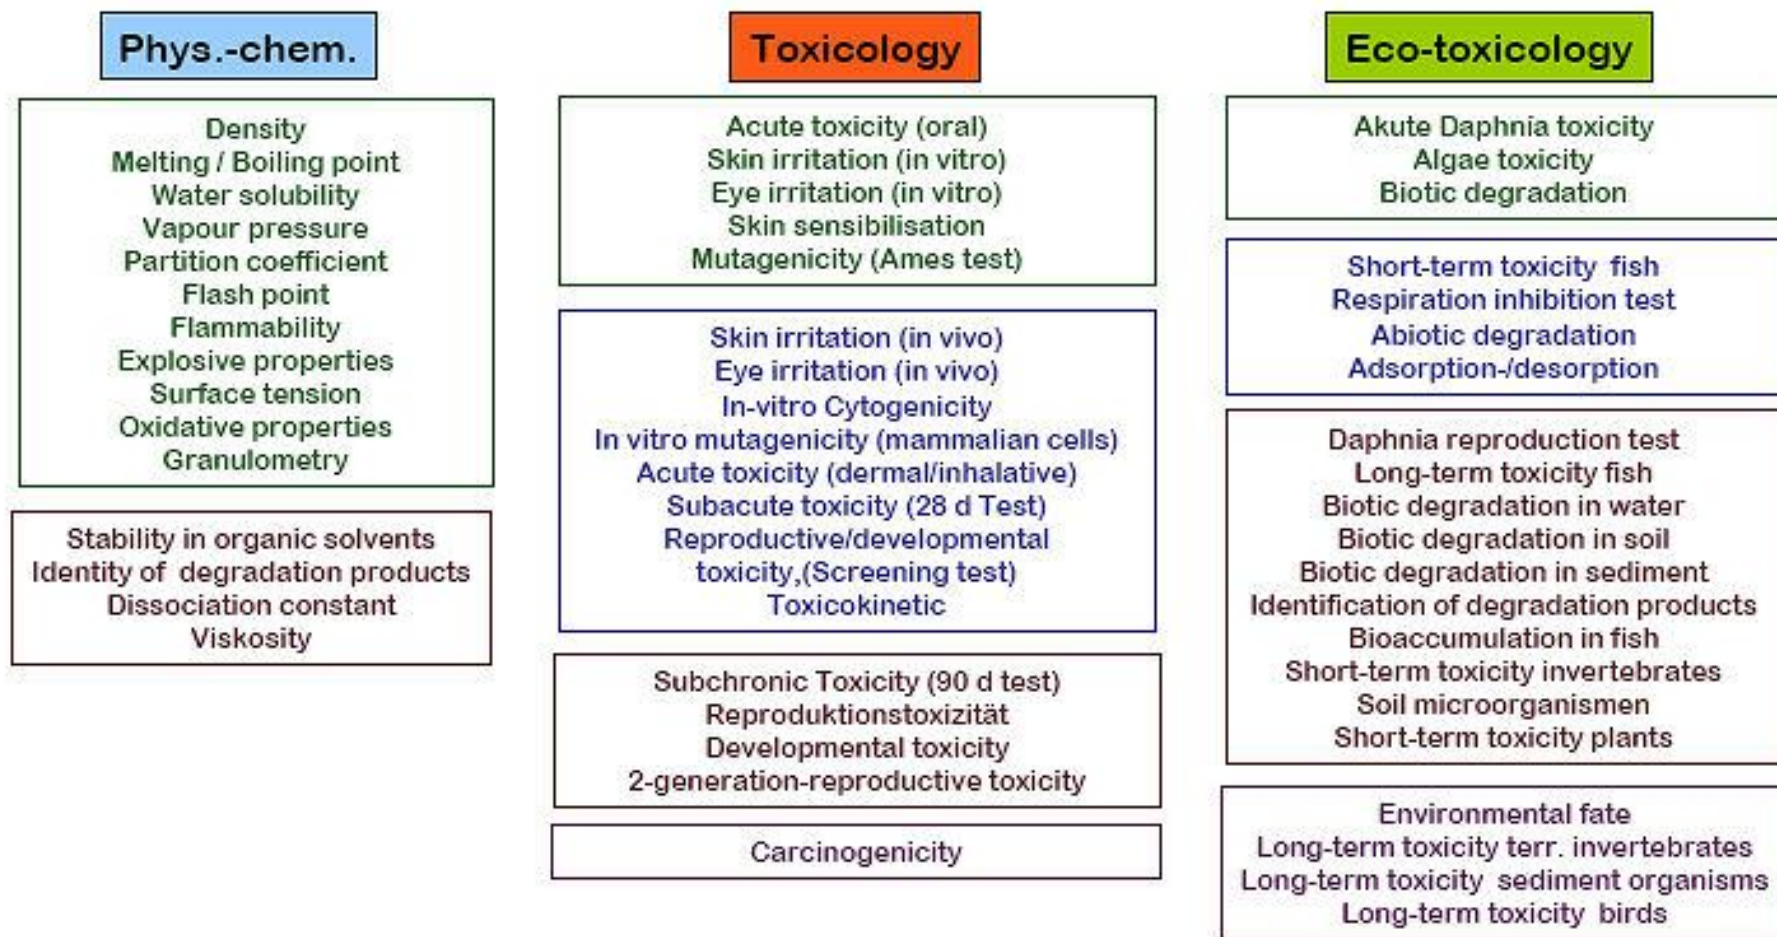 Phys.-chem.
Density
Melting / Boiling point
Water solubility
Vapour pressure
Partition coefficient
Flash point
Flammability
Explosive properties
Surface tension
Oxidative properties
Granulometry
Stability in organic solvents
Identity of degradation products
Dissociation constant
Viskosity
Toxicology
Acute toxicity (oral)
Skin irritation (in vitro)
Eye irritation (in vitro)
Skin sensibilisation
Mutagenicity (Ames test)
Skin irritation (in vivo)
Eye irritation (in vivo)
In-vitro Cytogenicity
In vitro mutagenicity (mammalian cells)
Acute toxicity (dermal/inhalative)
Subacute toxicity (28 d Test)
Reproductive/developmental
toxicity,(Screening test)
Toxicokinetic
Subchronic Toxicity (90 d test)
Reproduktionstoxizität
Developmental toxicity
2-generation-reproductive toxicity
Carcinogenicity
Eco-toxicology
Akute Daphnia toxicity
Algae toxicity
Biotic degradation
Short-term toxicity fish
Respiration inhibition test
Abiotic degradation
Adsorption-/desorption
Daphnia reproduction test
Long-term toxicity fish
Biotic degradation in water
Biotic degradation in soil
Biotic degradation in sediment
Identification of degradation products
Bioaccumulation in fish
Short-term toxicity invertebrates
Soil microorganismen
Short-term toxicity plants
Environmental fate
Long-term toxicity terr. invertebrates
Long-term toxicity sediment organisms
Long-term toxicity birds